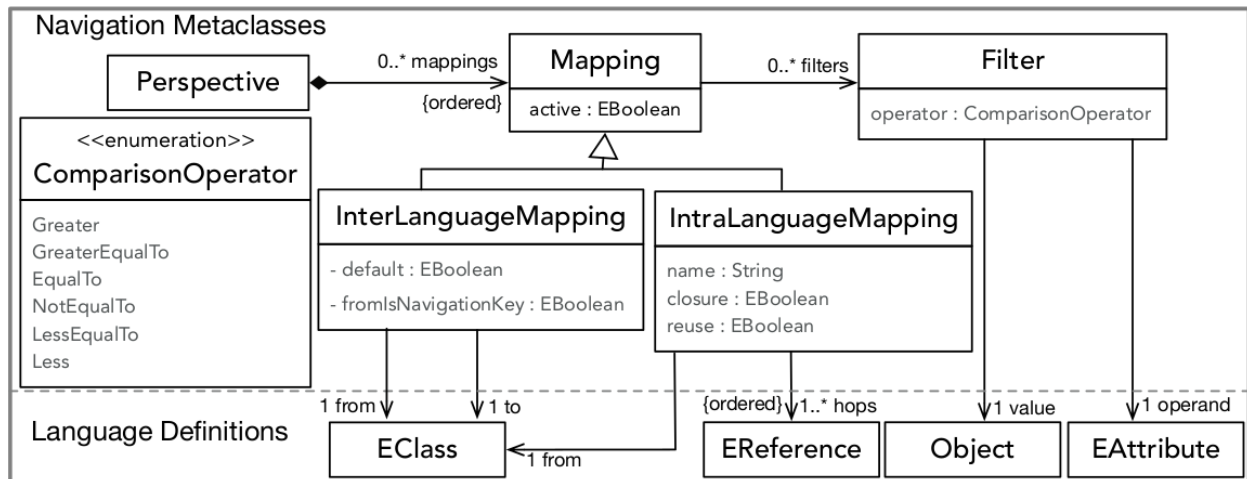 Navigation Metaclasses
Perspective
0..* mappings
{ordered}
Mapping
active : EBoolean
0..* filters
Filter
operator : ComparisonOperator
<<enumeration>>
ComparisonOperator
Greater
GreaterEqualTo
EqualTo
NotEqualTo
LessEqualTo
Less
InterLanguageMapping
- default : EBoolean
- fromIsNavigationKey : EBoolean
IntraLanguageMapping
name : String
closure : EBoolean
reuse : EBoolean
Language Definitions
1 from
1 to
EClass
1 from
{ordered}
1..* hops
EReference
1 value
Object
1 operand
EAttribute